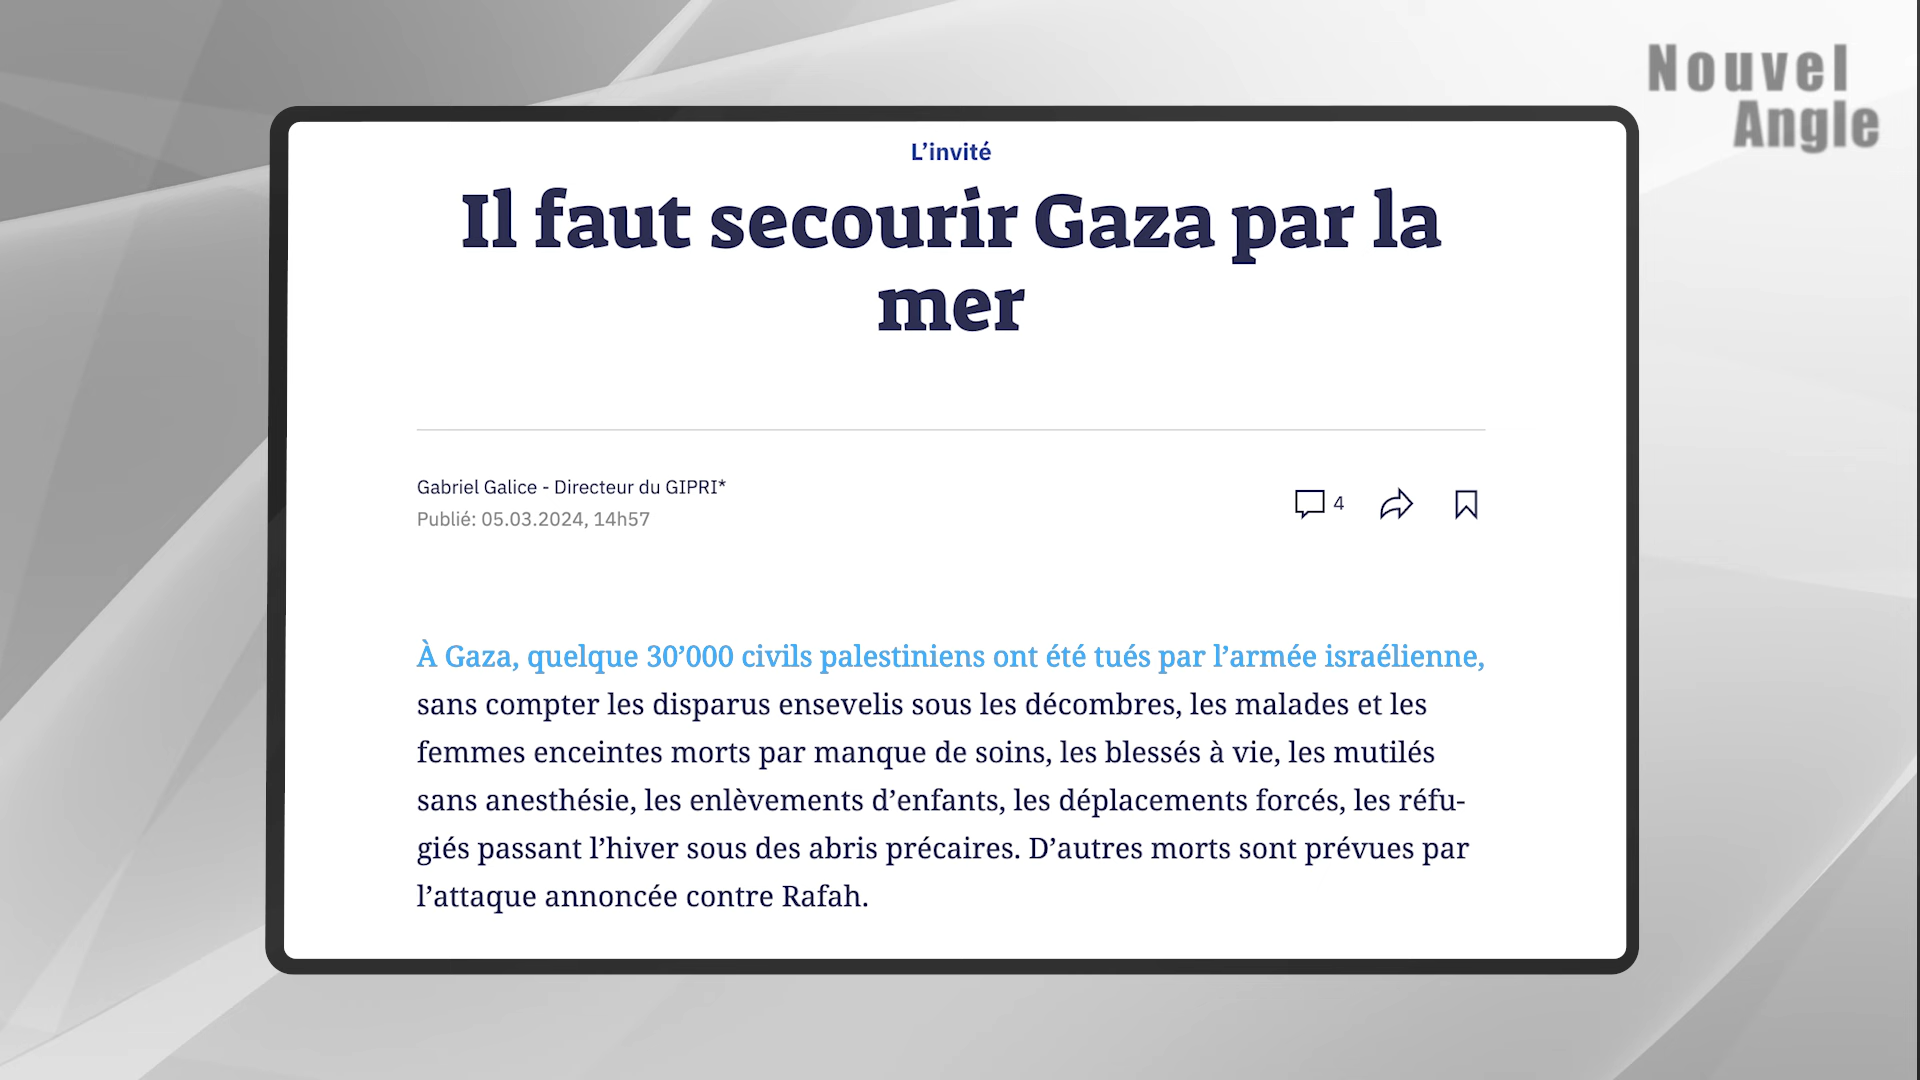 Nouvel
Angle
L’invité
Il faut secourir Gaza par la
mer
Gabriel Galice - Directeur du GIPRI*
Publié: 05.03.2024, 14h57
4
À Gaza, quelque 30’000 civils palestiniens ont été tués par l’armée israélienne,
sans compter les disparus ensevelis sous les décombres, les malades et les
femmes enceintes morts par manque de soins, les blessés à vie, les mutilés
sans anesthésie, les enlèvements d’enfants, les déplacements forcés, les réfu-
giés passant l’hiver sous des abris précaires. D’autres morts sont prévues par
l’attaque annoncée contre Rafah.